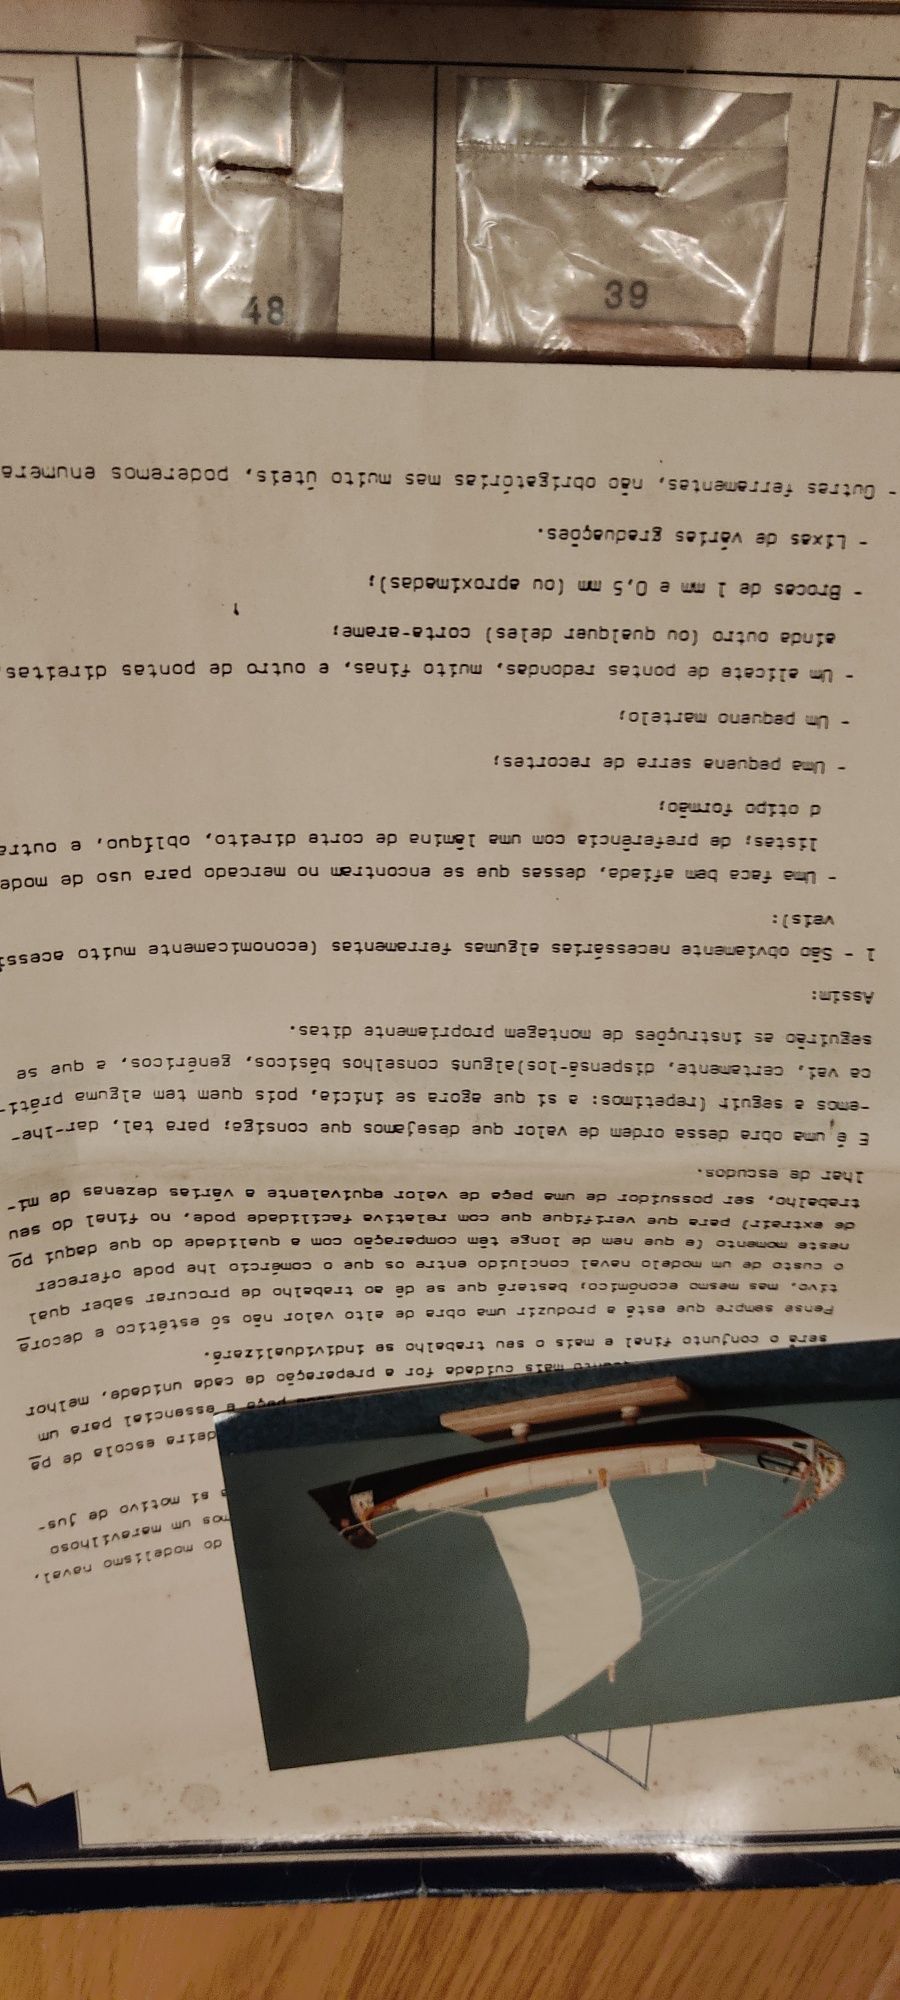 do modelismo naval,
mos um maravilhoso
a si motivo de jus-
deira escola de pa
peça é essencial para um
quanto mais cuidada for a preparação de cada unidade, melhor
será o conjunto final e mais o seu trabalho se individualizará.
Pense sempre que está a produzir uma obra de alto valor não só estético e decora
tivo, mas mesmo económico; bastará que se dê ao trabalho de procurar saber qual
o custo de um modelo naval concluído entre os que o comércio lhe pode oferecer
neste momento (e que nem de longe têm comparação com a qualidade do que daqui po
de extrair) para que verifique que com relativa facilidade pode, no final do seu
trabalho, ser possuidor de uma peça de valor equivalente a várias dezenas de mi-
lhar de escudos.
E é uma obra dessa ordem de valor que desejamos que consiga; para tal, dar-lhe-
-emos a seguir (repetimos: a si que agora se inicia, pois quem tem alguma práti-
ca vai, certamente, dispensá-los) alguns conselhos básicos, genéricos, a que se
seguirão as instruções de montagem propriamente ditas.
Assim:
1 - São obviamente necessárias algumas ferramentas (economicamente muito acessí
veis):
- Uma faca bem afiada, dessas que se encontram no mercado para uso de mode
listas; de preferência com uma lâmina de corte direito, oblíquo, e outra
d otipo formão;
- Uma pequena serra de recortes;
- Um pequeno martelo;
- Um alicate de pontas redondas, muito finas, e outro de pontas direitas,
ainda outro (ou qualquer deles) corta-arame;
- Brocas de 1 mm e 0,5 mm (ou aproximadas);
- Lixas de várias graduações.
- Outras ferramentas, não obrigatórias mas muito úteis, poderemos enumera
48
39